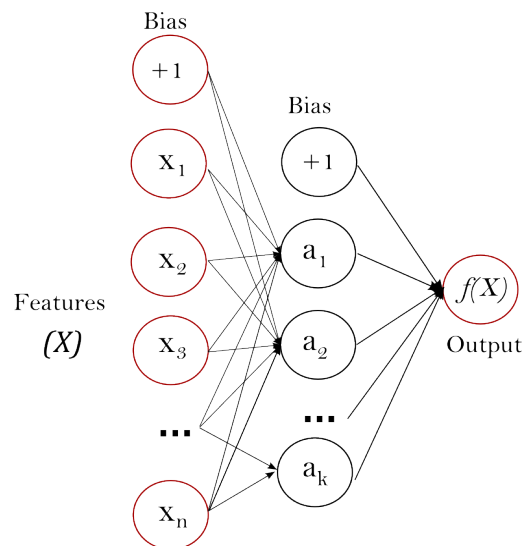 Bias
+1
Bias
x1
+1
x2
a1
Features
(X)
x3
a2
f(X)
Output
...
...
xn
ak